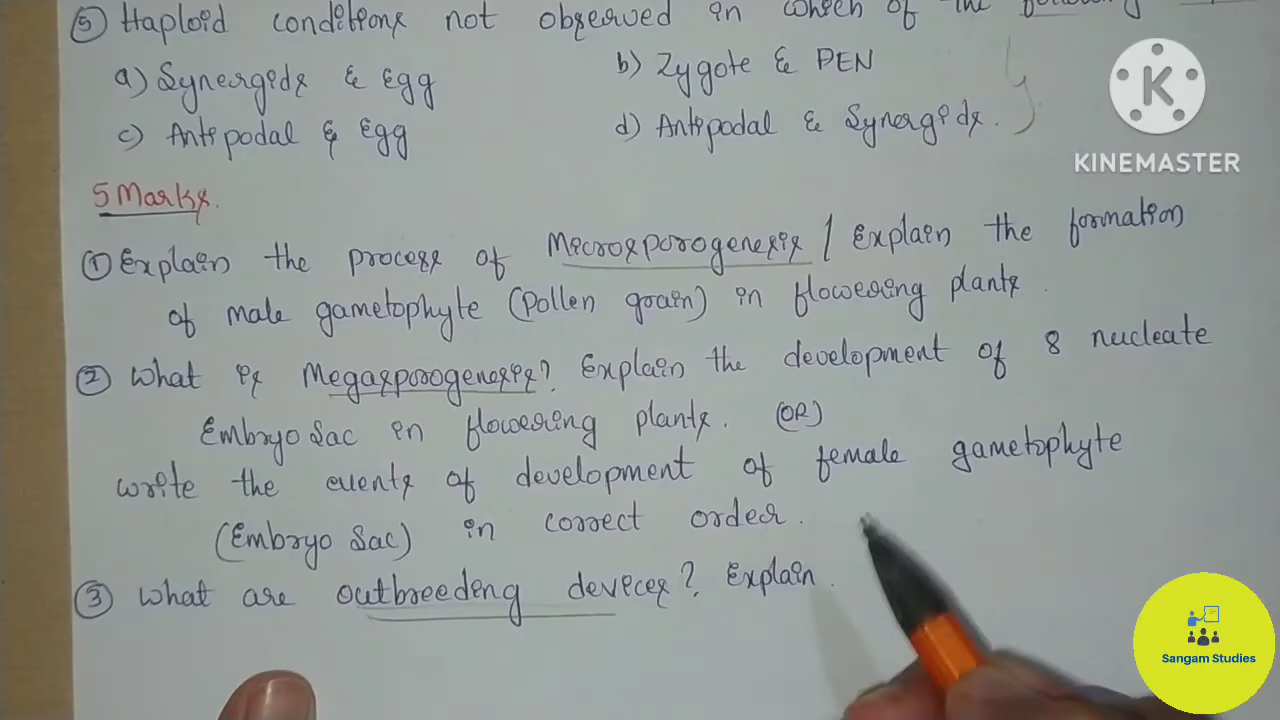 ⑤ Haploid conditions not observed in which of the following
a) Synergids & Egg
b) Zygote & PEN
c) Antipodal & Egg
d) Antipodal & Synergids.
KINEMASTER
5 Marks.
① Explain the process of Microsporogenesis / Explain the formation
of male gametophyte (Pollen grain) in flowering plants.
② What is Megasporogenesis? Explain the development of 8 nucleate
Embryo Sac in flowering plants. (OR)
write the events of development of female gametophyte
(Embryo Sac) in correct order.
③ What are outbreeding devices? Explain.
Sangam Studies